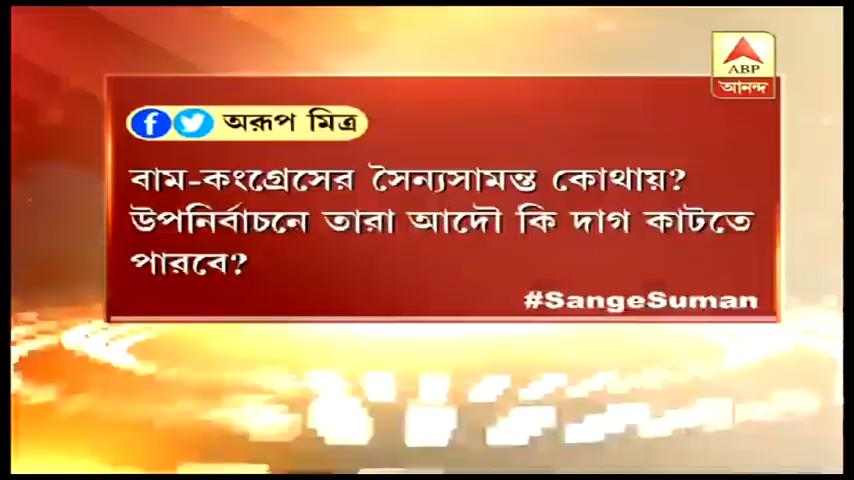 ABP
আনন্দ
অরূপ মিত্র
বাম-কংগ্রেসের সৈন্যসামন্ত কোথায়?
উপনির্বাচনে তারা আদৌ কি দাগ কাটতে
পারবে?
#SangeSuman